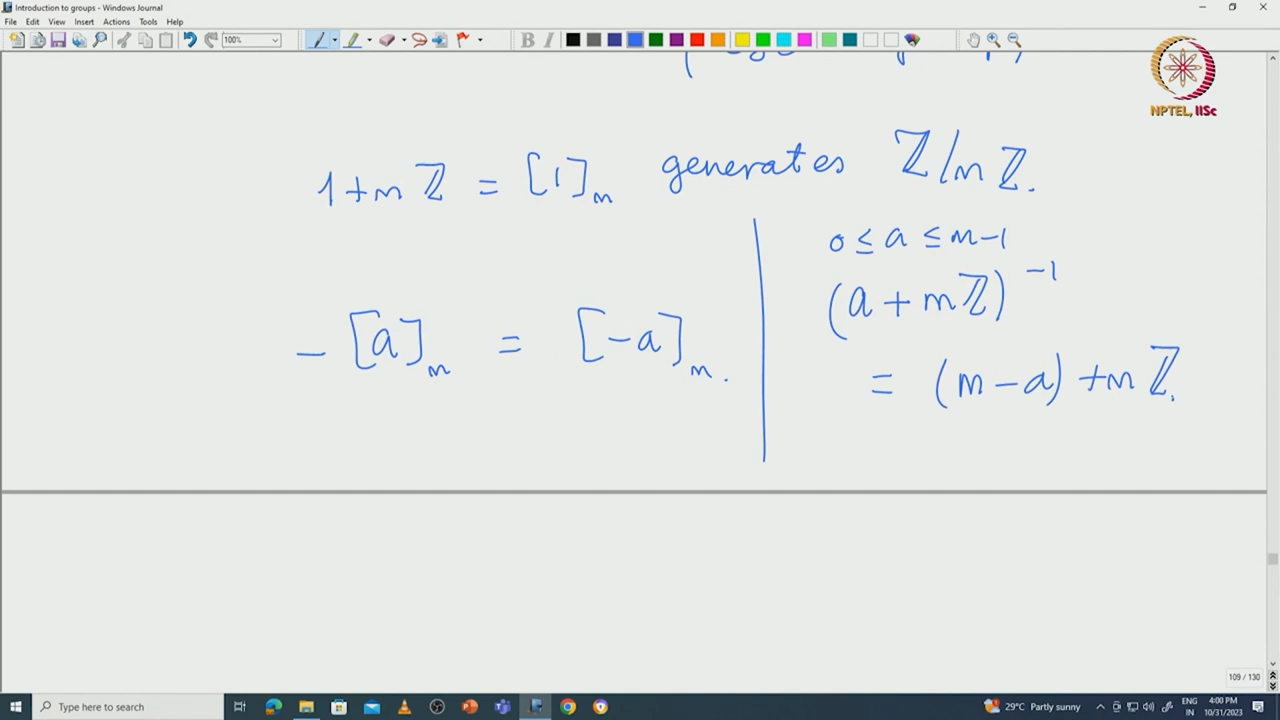 Introduction to groups - Windows Journal
File Edit View Insert Actions Tools Help
100%
NPTEL, IISc
1+mℤ = [1]ₘ generates ℤ/mℤ.
-[a]ₘ = [-a]ₘ.
0 ≤ a ≤ m-1
(a + mℤ)⁻¹
= (m-a) + mℤ.
109 / 130
Type here to search
29°C Partly sunny
ENG
IN
4:00 PM
10/31/2023